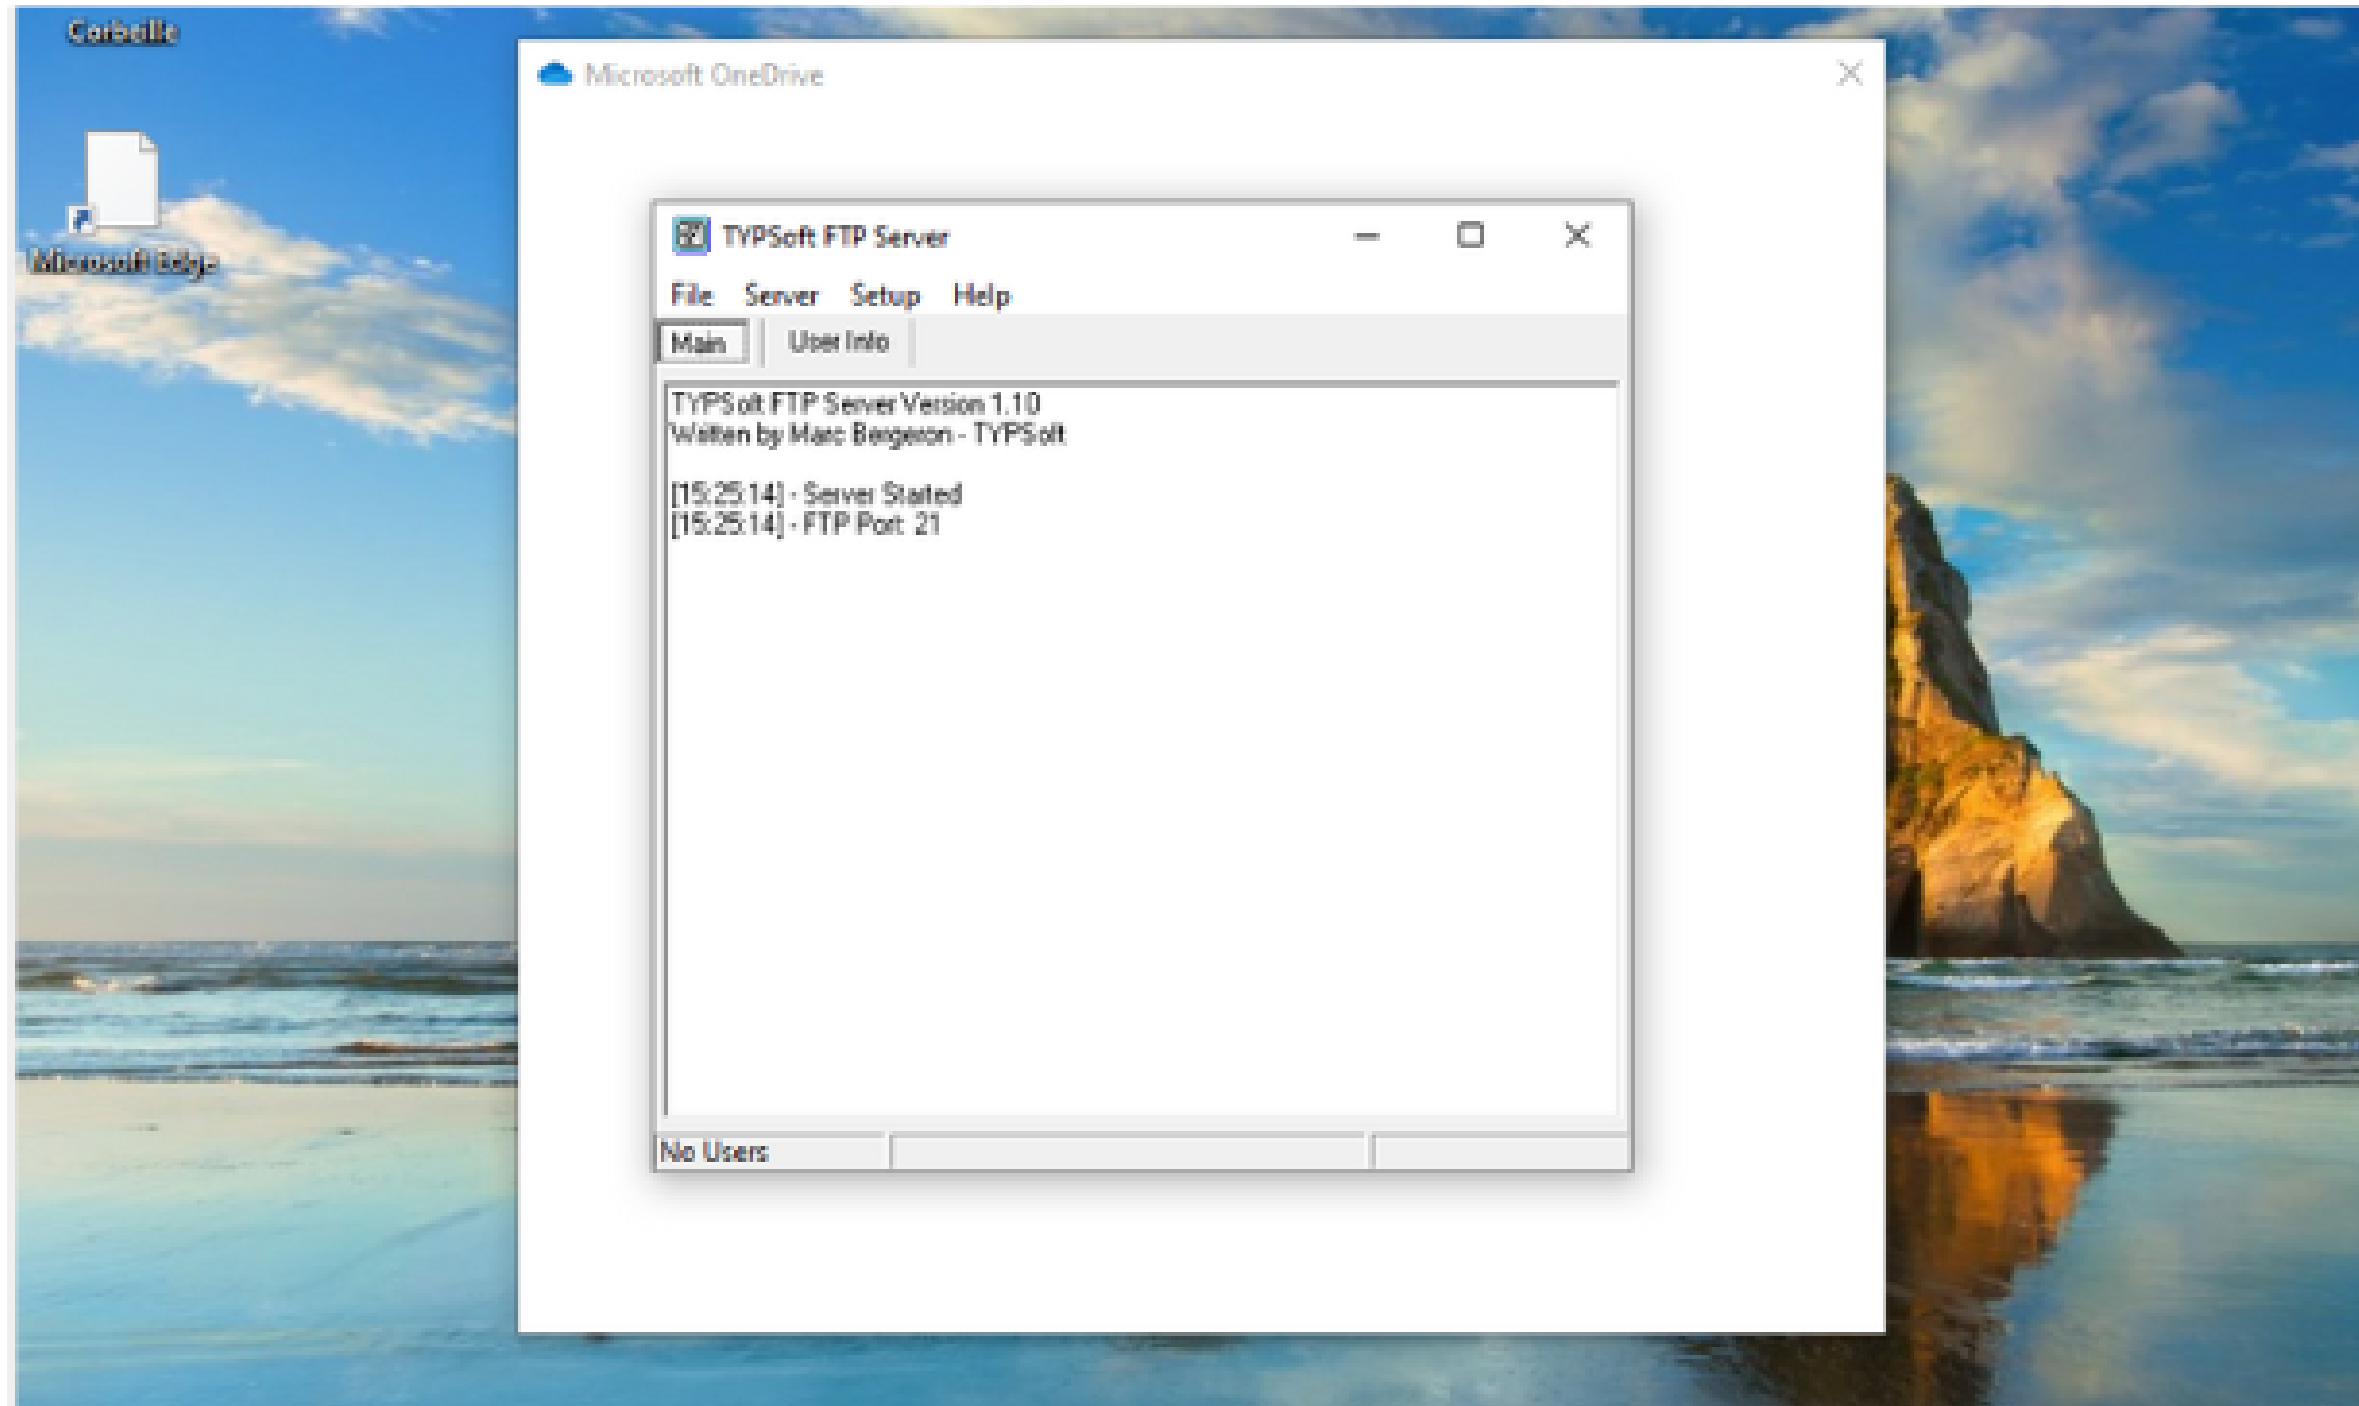 Corbeille
Microsoft Edge
Microsoft OneDrive
TYPSoft FTP Server
File Server Setup Help
Main User Info
TYPSoft FTP Server Version 1.10
Written by Marc Bergeron - TYPSoft
[15:25:14] - Server Started
[15:25:14] - FTP Port: 21
No Users